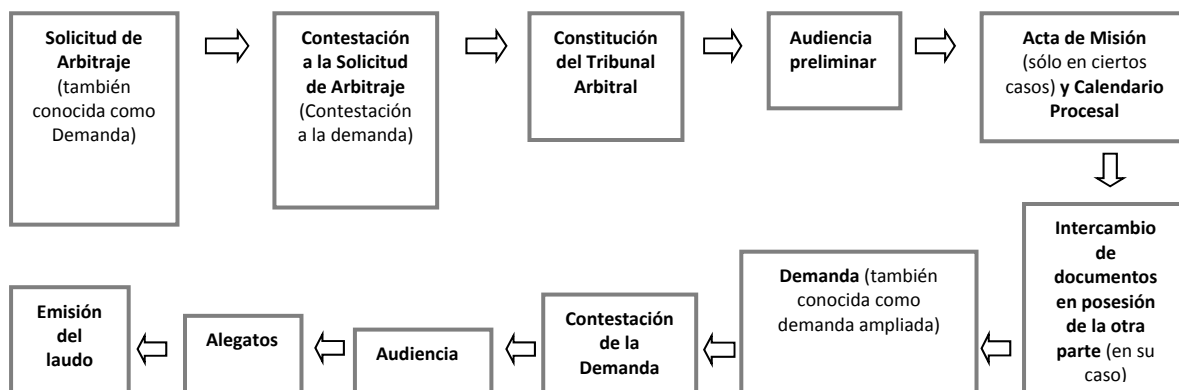 Solicitud de
Arbitraje
(también
conocida como
Demanda)
Contestación
a la Solicitud
de Arbitraje
(Contestación
a la demanda)
Constitución
del Tribunal
Arbitral
Audiencia
preliminar
Acta de Misión
(sólo en ciertos
casos) y Calendario
Procesal
Intercambio
de
documentos
en posesión
de la otra
parte (en su
caso)
Demanda (también
conocida como
demanda ampliada)
Contestación
de la
Demanda
Audiencia
Alegatos
Emisión
del
laudo